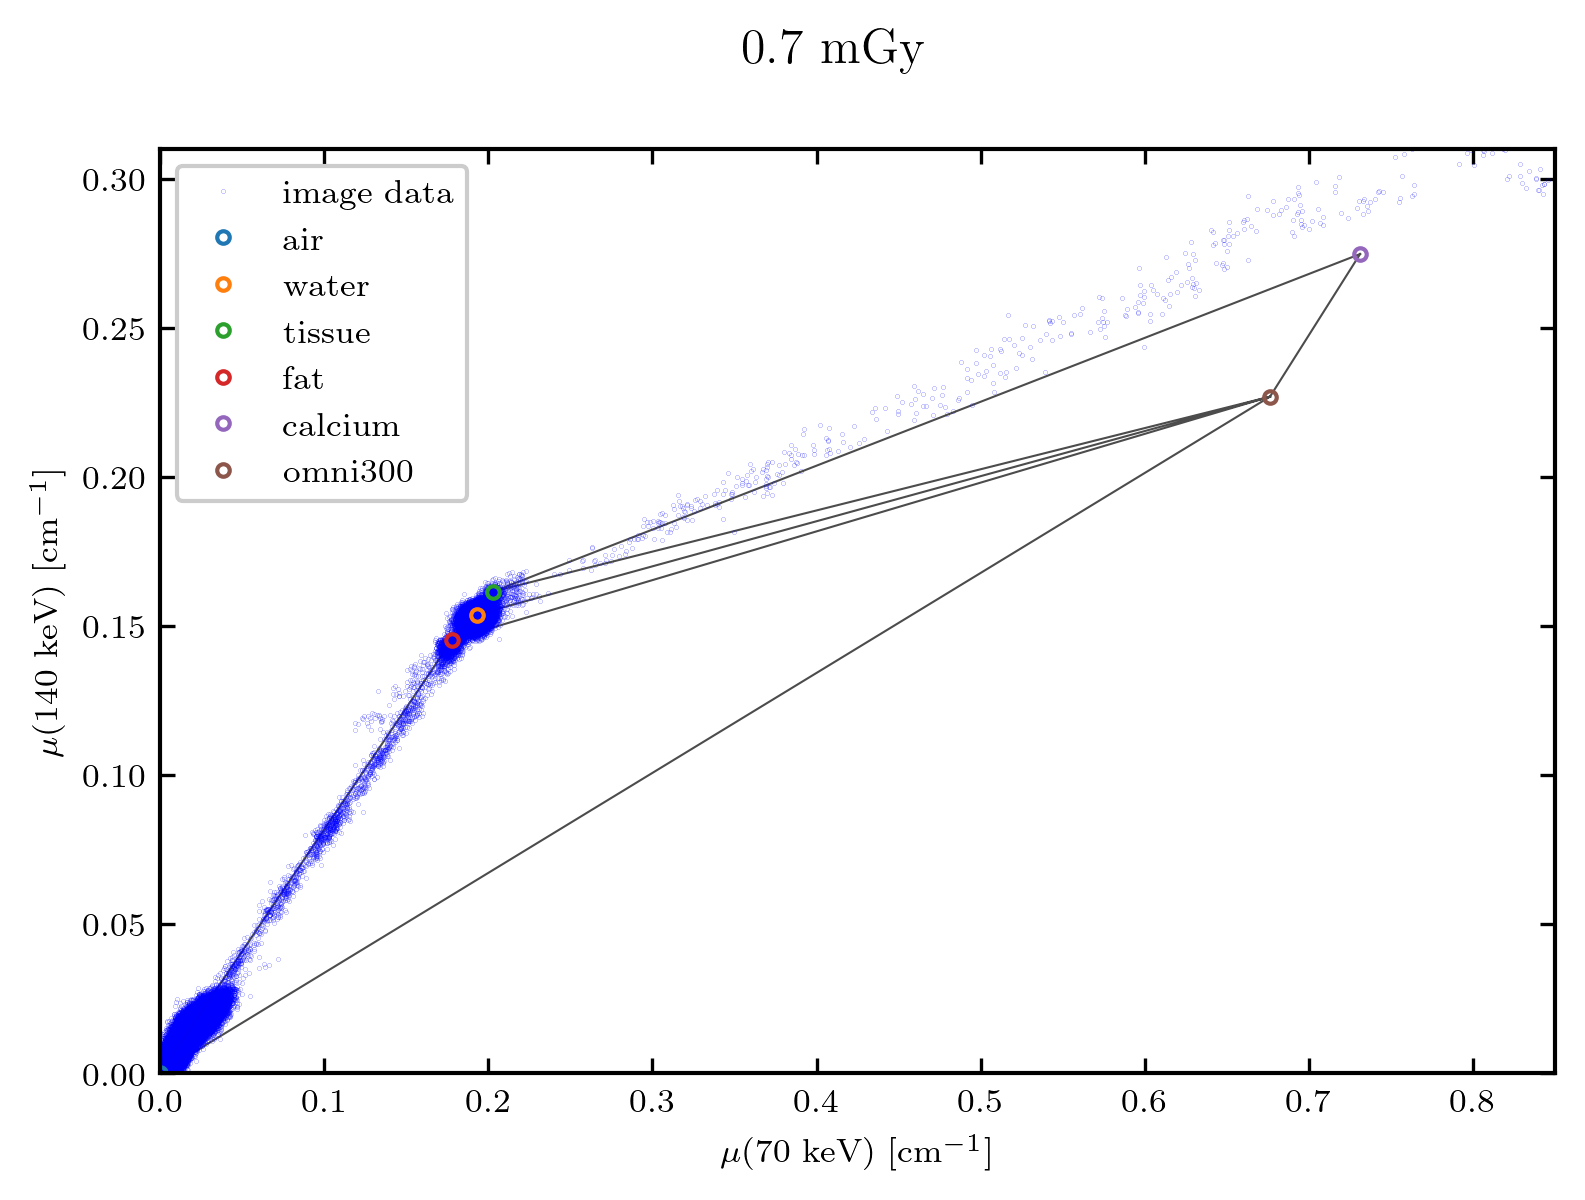 0.7 mGy
image data
air
water
tissue
fat
calcium
omni300
μ(140 keV) [cm⁻¹]
0.30
0.25
0.20
0.15
0.10
0.05
0.00
0.0 0.1 0.2 0.3 0.4 0.5 0.6 0.7 0.8
μ(70 keV) [cm⁻¹]